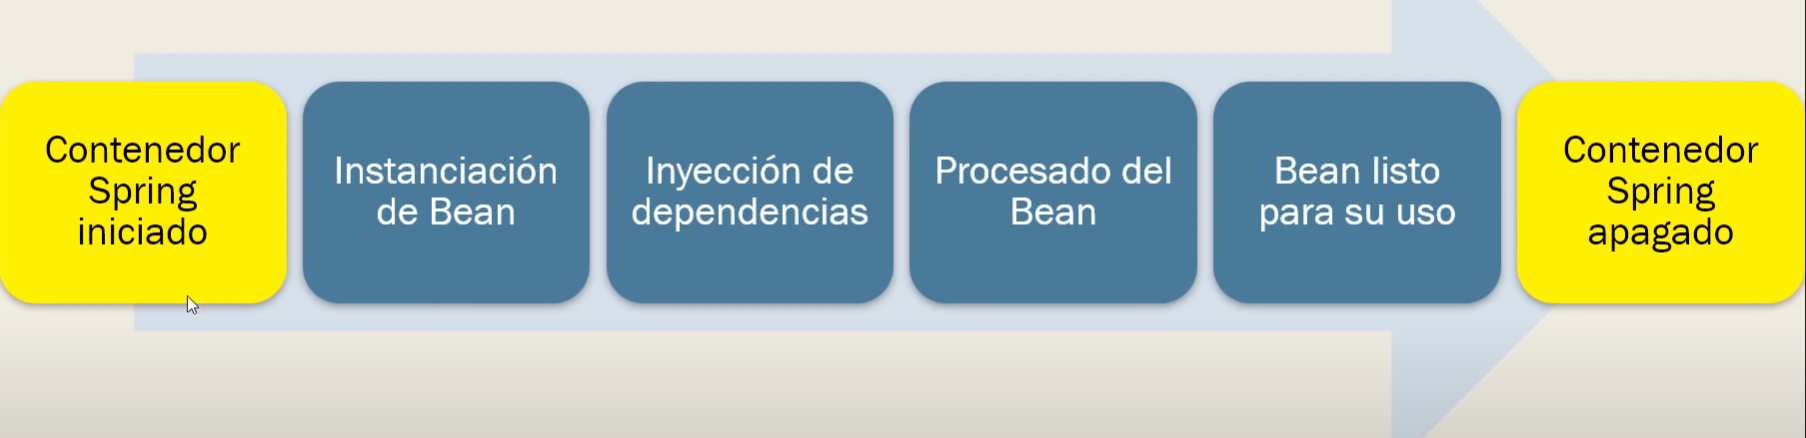 Contenedor
Spring
iniciado
Instanciación
de Bean
Inyección de
dependencias
Procesado del
Bean
Bean listo
para su uso
Contenedor
Spring
apagado